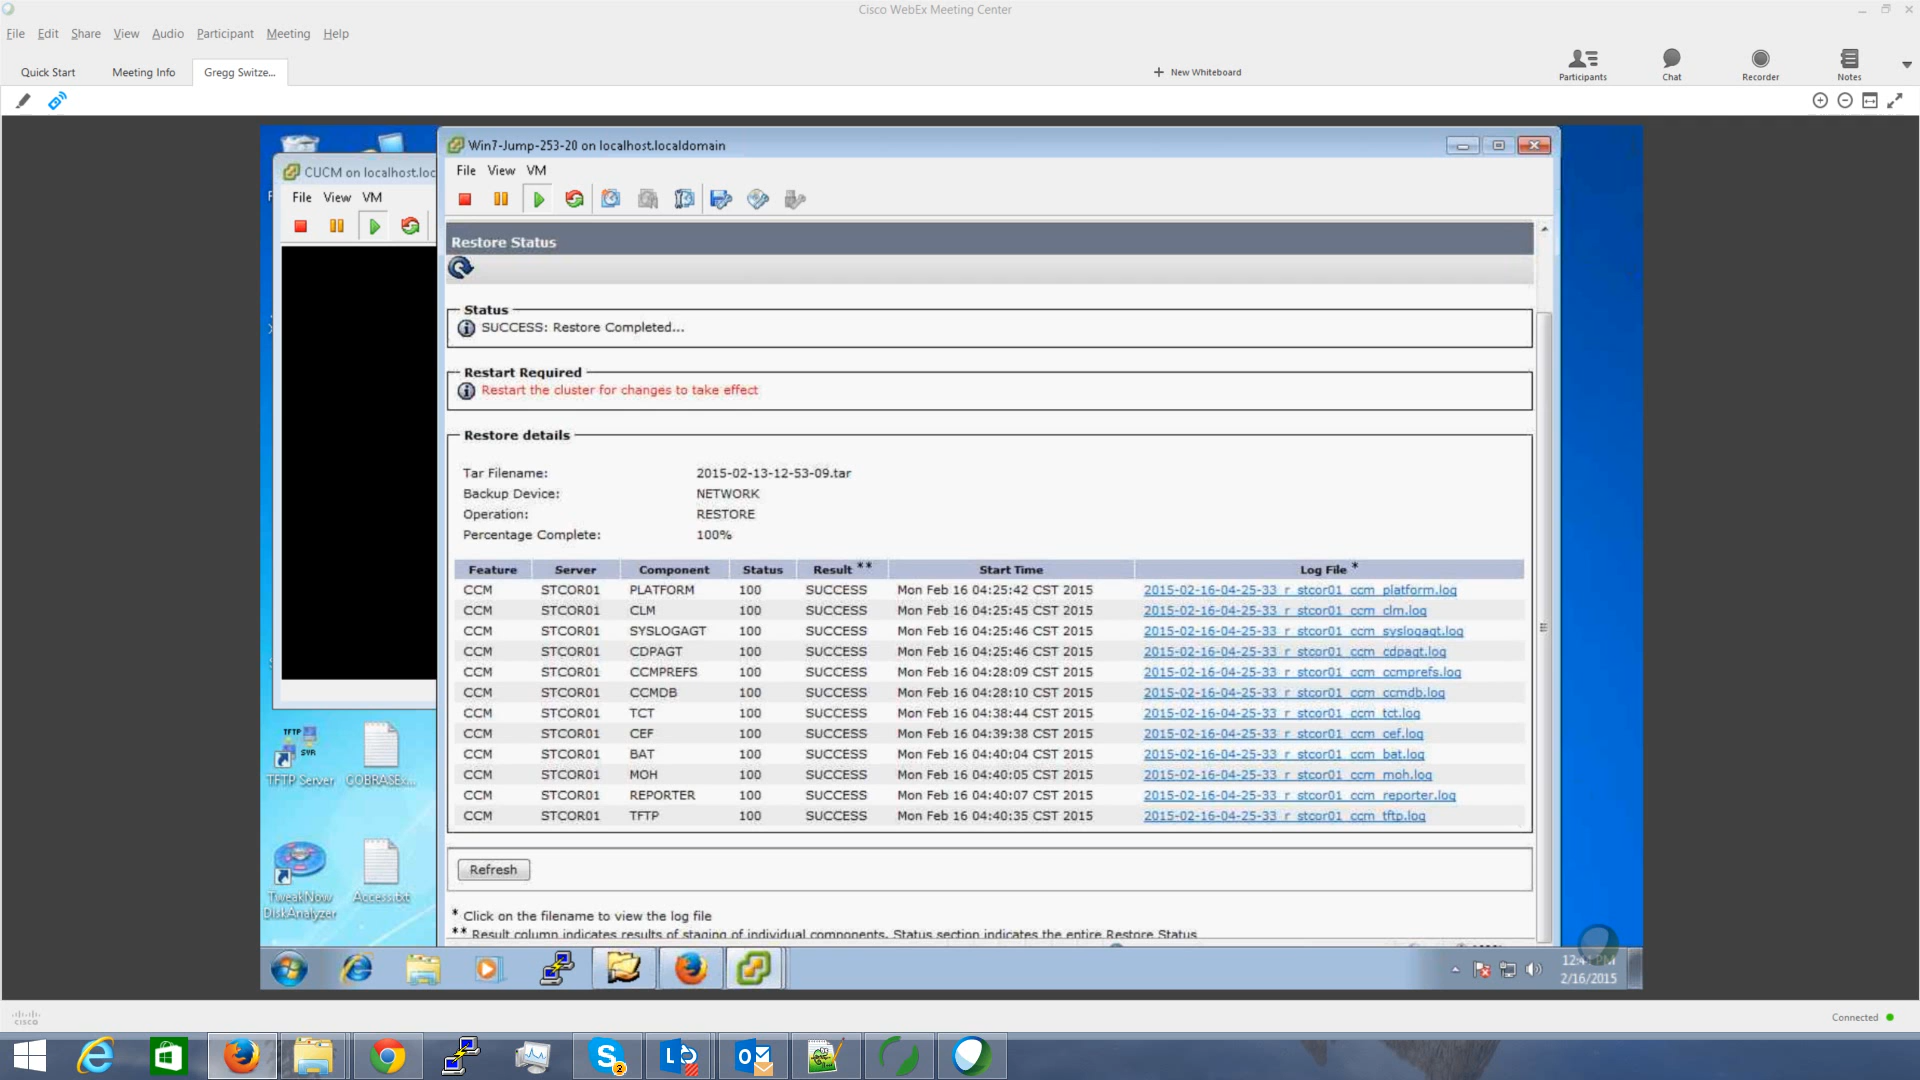 Cisco WebEx Meeting Center
File Edit Share View Audio Participant Meeting Help
Quick Start Meeting Info Gregg Switze... + New Whiteboard Participants Chat Recorder Notes
Win7-Jump-253-20 on localhost.localdomain
File View VM
CUCM on localhost.loc
File View VM
Restore Status
Status
SUCCESS: Restore Completed...
Restart Required
Restart the cluster for changes to take effect
Restore details
Tar Filename: 2015-02-13-12-53-09.tar
Backup Device: NETWORK
Operation: RESTORE
Percentage Complete: 100%
Feature Server Component Status Result ** Start Time Log File *
CCM STCOR01 PLATFORM 100 SUCCESS Mon Feb 16 04:25:42 CST 2015 2015-02-16-04-25-33_r_stcor01_ccm_platform.log
CCM STCOR01 CLM 100 SUCCESS Mon Feb 16 04:25:45 CST 2015 2015-02-16-04-25-33_r_stcor01_ccm_clm.log
CCM STCOR01 SYSLOGAGT 100 SUCCESS Mon Feb 16 04:25:46 CST 2015 2015-02-16-04-25-33_r_stcor01_ccm_syslogagt.log
CCM STCOR01 CDPAGT 100 SUCCESS Mon Feb 16 04:25:46 CST 2015 2015-02-16-04-25-33_r_stcor01_ccm_cdpagt.log
CCM STCOR01 CCMPREFS 100 SUCCESS Mon Feb 16 04:28:09 CST 2015 2015-02-16-04-25-33_r_stcor01_ccm_ccmprefs.log
CCM STCOR01 CCMDB 100 SUCCESS Mon Feb 16 04:28:10 CST 2015 2015-02-16-04-25-33_r_stcor01_ccm_ccmdb.log
CCM STCOR01 TCT 100 SUCCESS Mon Feb 16 04:38:44 CST 2015 2015-02-16-04-25-33_r_stcor01_ccm_tct.log
CCM STCOR01 CEF 100 SUCCESS Mon Feb 16 04:39:38 CST 2015 2015-02-16-04-25-33_r_stcor01_ccm_cef.log
CCM STCOR01 BAT 100 SUCCESS Mon Feb 16 04:40:04 CST 2015 2015-02-16-04-25-33_r_stcor01_ccm_bat.log
CCM STCOR01 MOH 100 SUCCESS Mon Feb 16 04:40:05 CST 2015 2015-02-16-04-25-33_r_stcor01_ccm_moh.log
CCM STCOR01 REPORTER 100 SUCCESS Mon Feb 16 04:40:07 CST 2015 2015-02-16-04-25-33_r_stcor01_ccm_reporter.log
CCM STCOR01 TFTP 100 SUCCESS Mon Feb 16 04:40:35 CST 2015 2015-02-16-04-25-33_r_stcor01_ccm_tftp.log
Refresh
* Click on the filename to view the log file
** Result column indicates results of staging of individual components. Status section indicates the entire Restore Status
TFTP
SVR
TFTP Server COBRASEx...
TweakNow
DiskAnalyzer
Access.txt
2/16/2015
CISCO
Connected
S 2